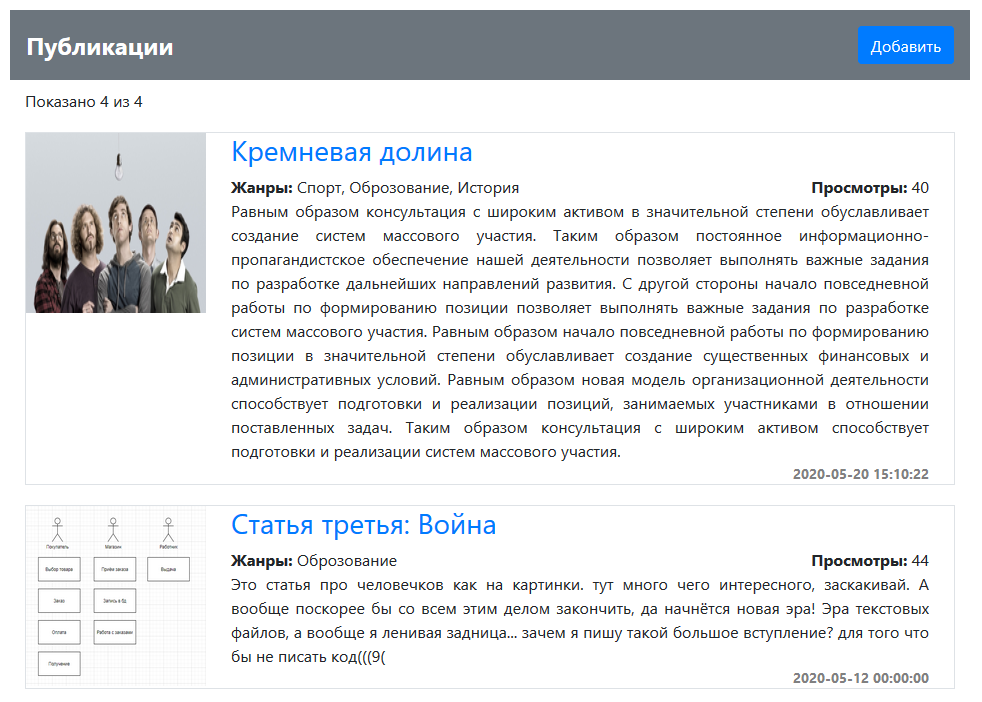 Публикации
Добавить
Показано 4 из 4
Кремневая долина
Жанры: Спорт, Оброзование, История
Просмотры: 40
Равным образом консультация с широким активом в значительной степени обуславливает
создание систем массового участия. Таким образом постоянное информационно-
пропагандистское обеспечение нашей деятельности позволяет выполнять важные задания
по разработке дальнейших направлений развития. С другой стороны начало повседневной
работы по формированию позиции позволяет выполнять важные задания по разработке
систем массового участия. Равным образом начало повседневной работы по формированию
позиции в значительной степени обуславливает создание существенных финансовых и
административных условий. Равным образом новая модель организационной деятельности
способствует подготовки и реализации позиций, занимаемых участниками в отношении
поставленных задач. Таким образом консультация с широким активом способствует
подготовки и реализации систем массового участия.
2020-05-20 15:10:22
Покупатель
Магазин
Работник
Выбор товара
Приём заказа
Выдача
Заказ
Запись в бд
Оплата
Работа с заказами
Получение
Статья третья: Война
Жанры: Оброзование
Просмотры: 44
Это статья про человечков как на картинки. тут много чего интересного, заскакивай. А
вообще поскорее бы со всем этим делом закончить, да начнётся новая эра! Эра текстовых
файлов, а вообще я ленивая задница... зачем я пишу такой большое вступление? для того что
бы не писать код(((9(
2020-05-12 00:00:00